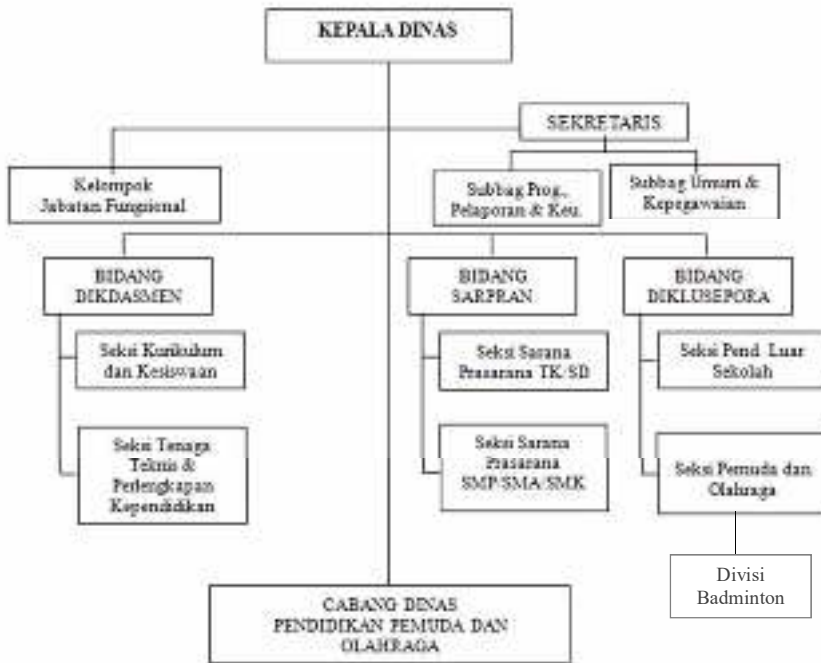 KEPALA DINAS
SEKRETARIS
Kelompok
Jabatan Fungsional
Subbag Prog.,
Pelaporan & Keu.
Subbag Umum &
Kepegawaian
BIDANG
DIKDASMEN
BIDANG
SARPRAN
BIDANG
DIKLUSEPORA
Seksi Kurikulum
dan Kesiswaan
Seksi Sarana
Prasarana TK/SD
Seksi Pend. Luar
Sekolah
Seksi Tenaga
Teknis &
Perlengkapan
Kependidikan
Seksi Sarana
Prasarana
SMP/SMA/SMK
Seksi Pemuda dan
Olahraga
Divisi
Badminton
CABANG DINAS
PENDIDIKAN PEMUDA DAN
OLAHRAGA